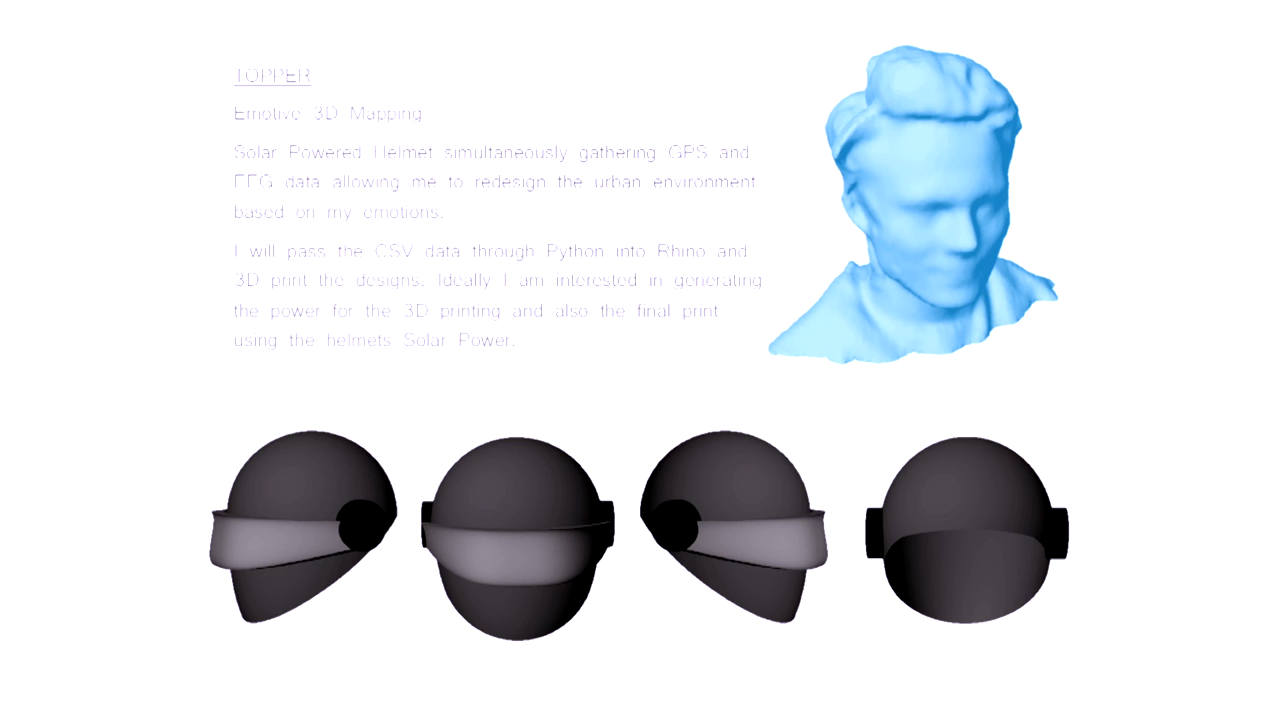 TOPPER
Emotive 3D Mapping
Solar Powered Helmet simultaneously gathering GPS and
EEG data allowing me to redesign the urban environment
based on my emotions.
I will pass the CSV data through Python into Rhino and
3D print the designs. Ideally I am interested in generating
the power for the 3D printing and also the final print
using the helmets Solar Power.